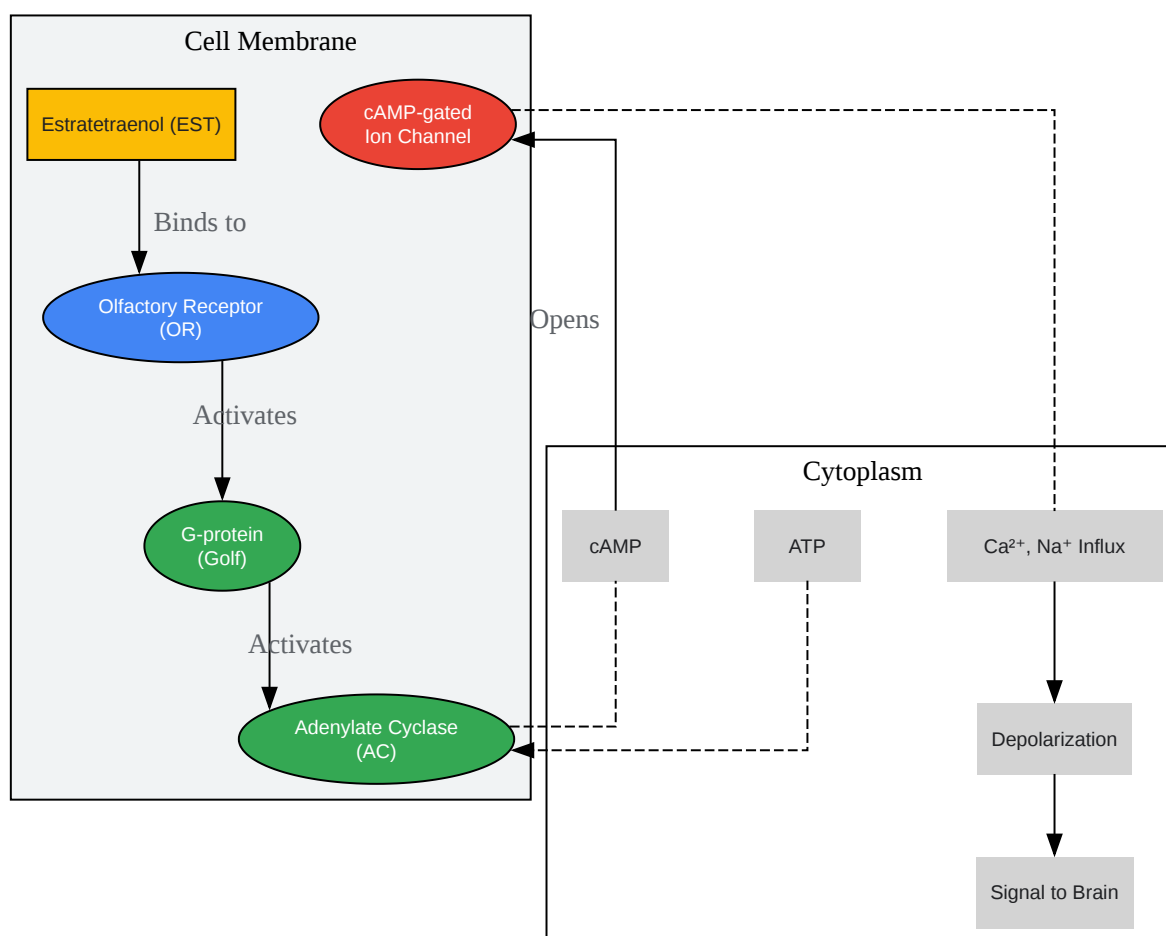 Cell Membrane
Estratetraenol (EST)
cAMP-gated
Ion Channel
Binds to
Olfactory Receptor
(OR)
Opens
Activates
Cytoplasm
G-protein
(Golf)
cAMP
ATP
Ca²⁺, Na⁺ Influx
Activates
Adenylate Cyclase
(AC)
Depolarization
Signal to Brain